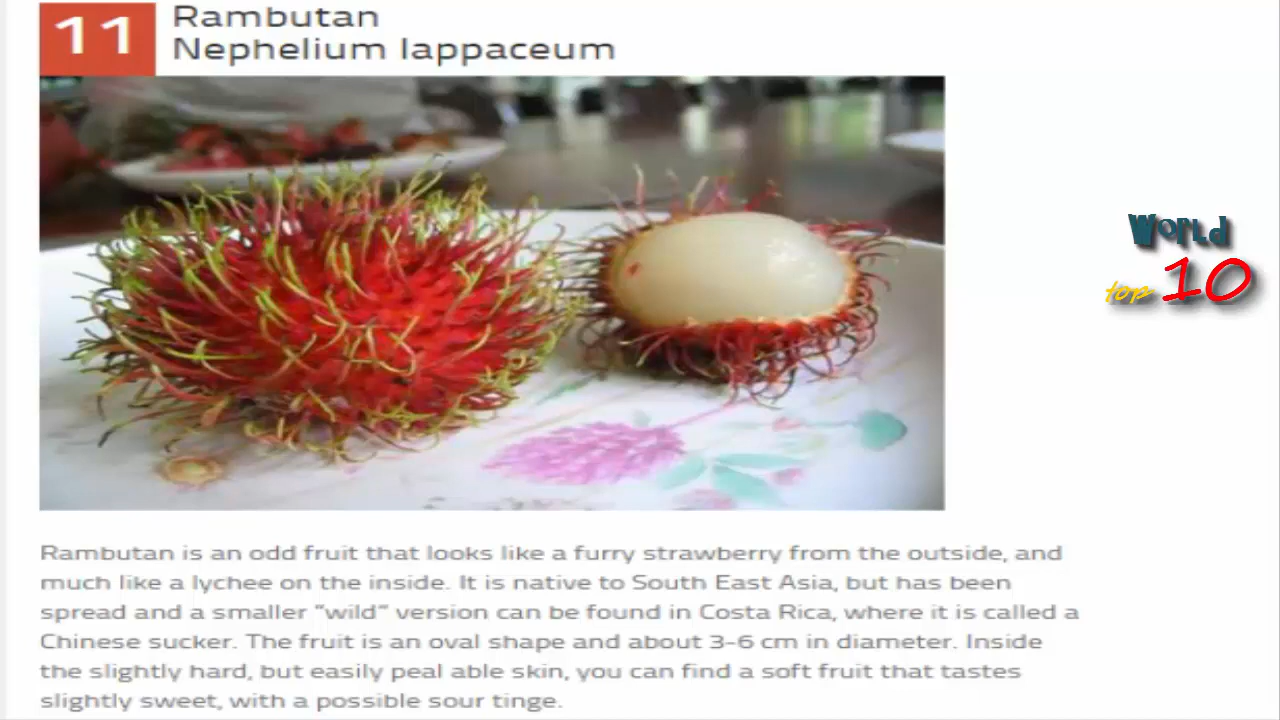 11
Rambutan
Nephelium lappaceum
World
top 10
Rambutan is an odd fruit that looks like a furry strawberry from the outside, and
much like a lychee on the inside. It is native to South East Asia, but has been
spread and a smaller “wild” version can be found in Costa Rica, where it is called a
Chinese sucker. The fruit is an oval shape and about 3-6 cm in diameter. Inside
the slightly hard, but easily peal able skin, you can find a soft fruit that tastes
slightly sweet, with a possible sour tinge.